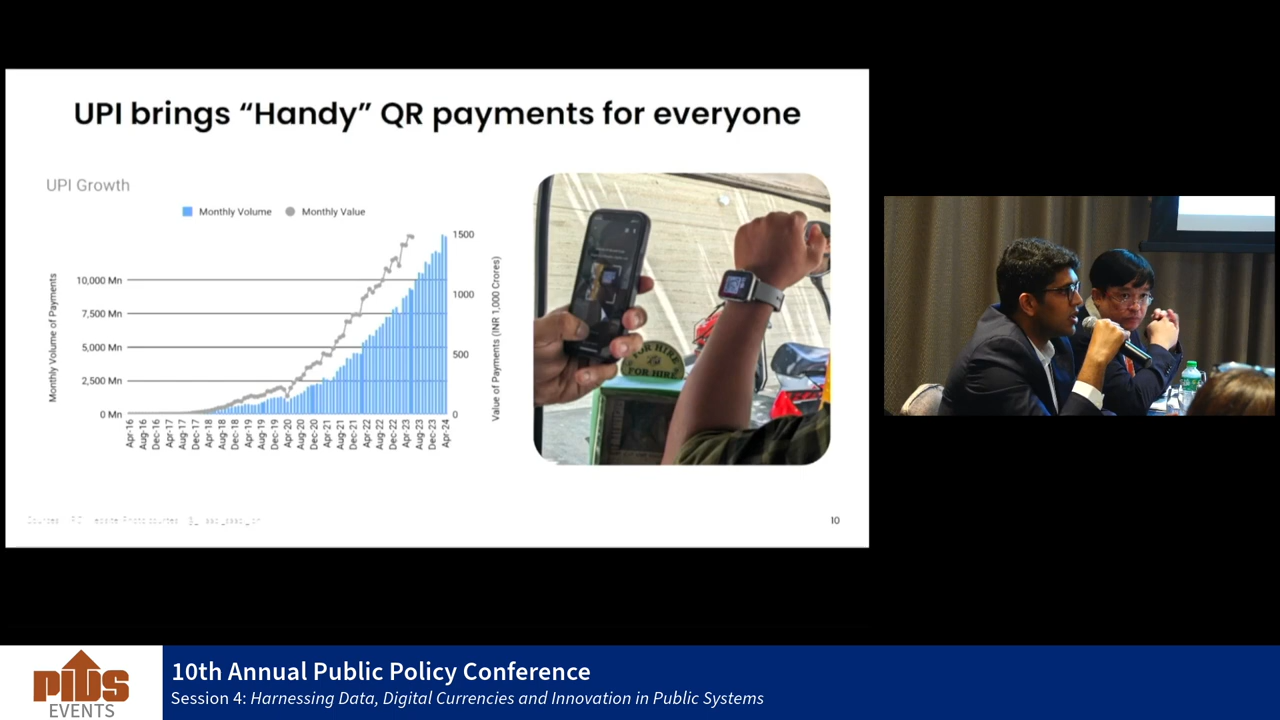 UPI brings “Handy” QR payments for everyone
UPI Growth
Monthly Volume
Monthly Value
Monthly Volume of Payments
10,000 Mn
7,500 Mn
5,000 Mn
2,500 Mn
0 Mn
1500
1000
500
0
Value of Payments (INR 1,000 Crores)
Apr-16
Aug-16
Dec-16
Apr-17
Aug-17
Dec-17
Apr-18
Aug-18
Dec-18
Apr-19
Aug-19
Dec-19
Apr-20
Aug-20
Dec-20
Apr-21
Aug-21
Dec-21
Apr-22
Aug-22
Dec-22
Apr-23
Aug-23
Dec-23
Apr-24
FOR HIRE
FOR HIRE
10
PIDS
EVENTS
10th Annual Public Policy Conference
Session 4: Harnessing Data, Digital Currencies and Innovation in Public Systems